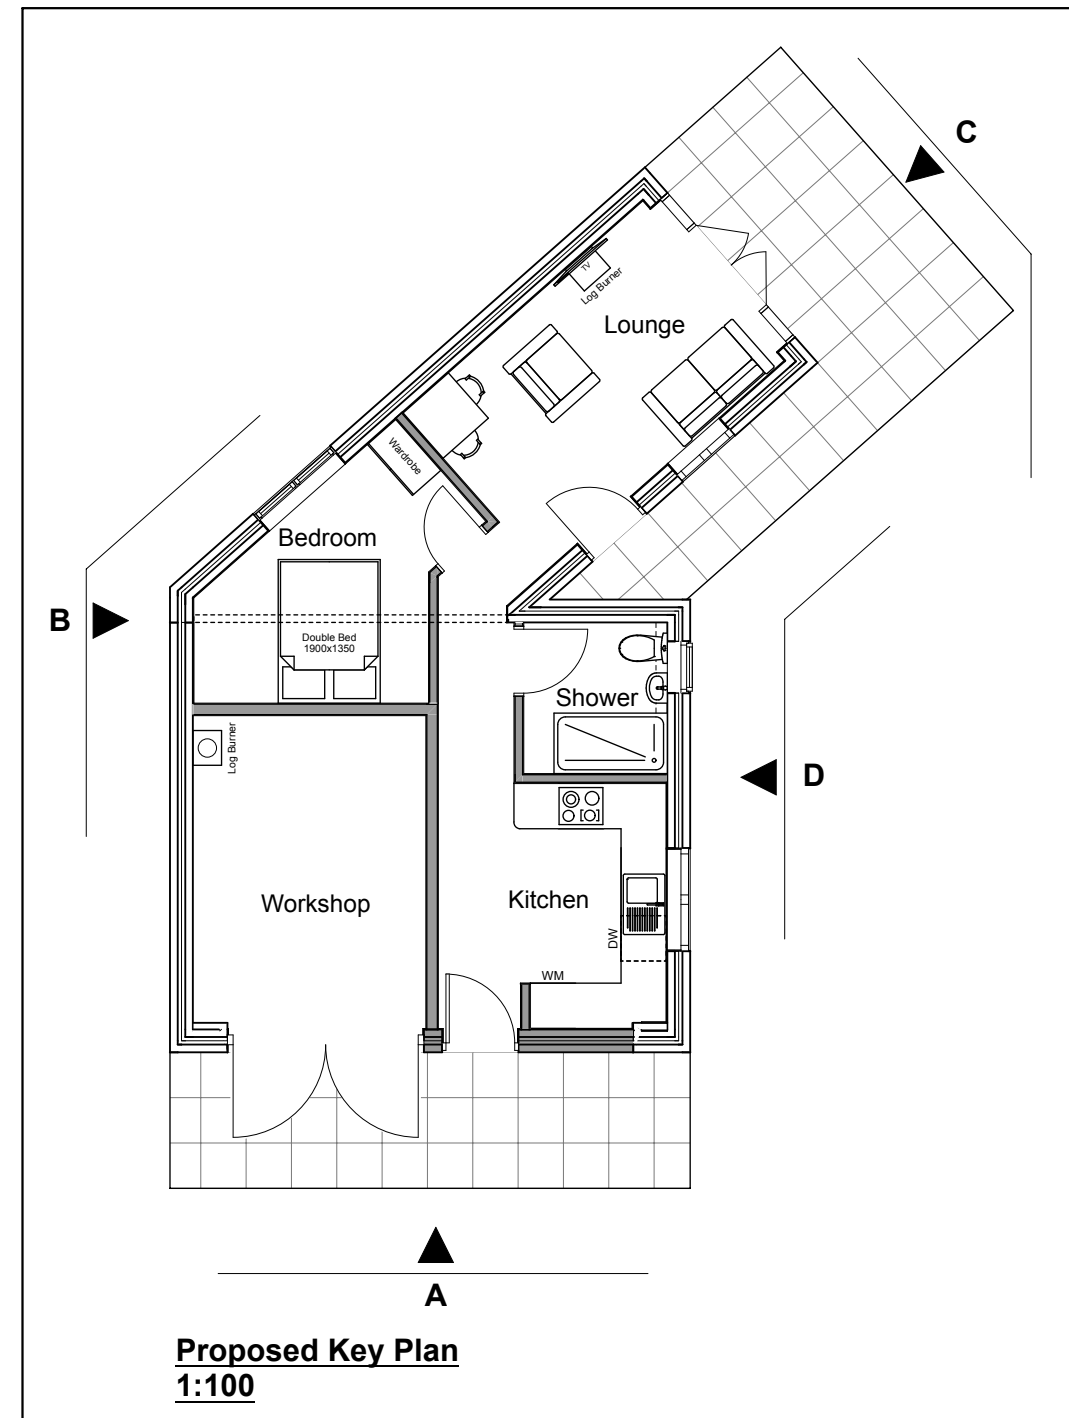 C
TV
Log Burner
Lounge
Wardrobe
Bedroom
B
Double Bed
1900x1350
Shower
Log Burner
D
Workshop
Kitchen
DW
WM
A
Proposed Key Plan
1:100